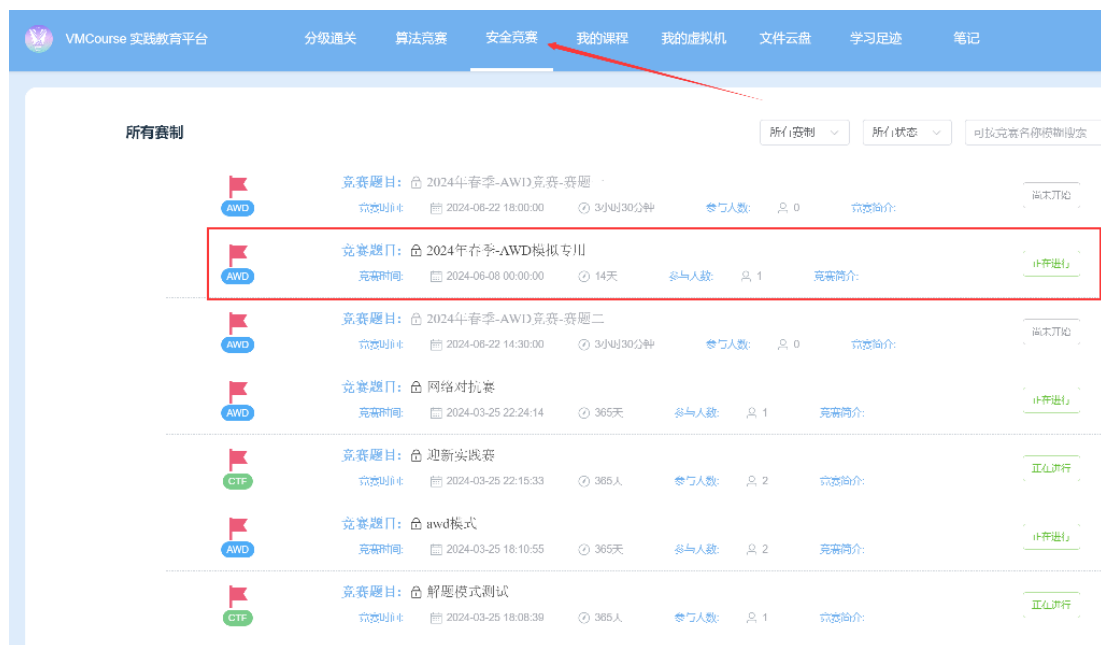 VMCourse 实践教育平台 分级通关 算法竞赛 安全竞赛 我的课程 我的虚拟机 文件云盘 学习足迹 笔记
所有赛制 所有赛制 所有状态 可按竞赛名称模糊搜索
竞赛题目: 2024年春季-AWD竞赛-赛题一 尚未开始
AWD 竞赛时间: 2024-06-22 18:00:00 3小时30分钟 参与人数: 0 竞赛简介:
竞赛题目: 2024年春季-AWD模拟专用 正在进行
AWD 竞赛时间: 2024-06-08 00:00:00 14天 参与人数: 1 竞赛简介:
竞赛题目: 2024年春季-AWD竞赛-赛题二 尚未开始
AWD 竞赛时间: 2024-06-22 14:30:00 3小时30分钟 参与人数: 0 竞赛简介:
竞赛题目: 网络对抗赛 正在进行
AWD 竞赛时间: 2024-03-25 22:24:14 365天 参与人数: 1 竞赛简介:
竞赛题目: 迎新实践赛 正在进行
CTF 竞赛时间: 2024-03-25 22:15:33 365天 参与人数: 2 竞赛简介:
竞赛题目: awd模式 正在进行
AWD 竞赛时间: 2024-03-25 18:10:55 365天 参与人数: 2 竞赛简介:
竞赛题目: 解题模式测试 正在进行
CTF 竞赛时间: 2024-03-25 18:08:39 365天 参与人数: 1 竞赛简介: